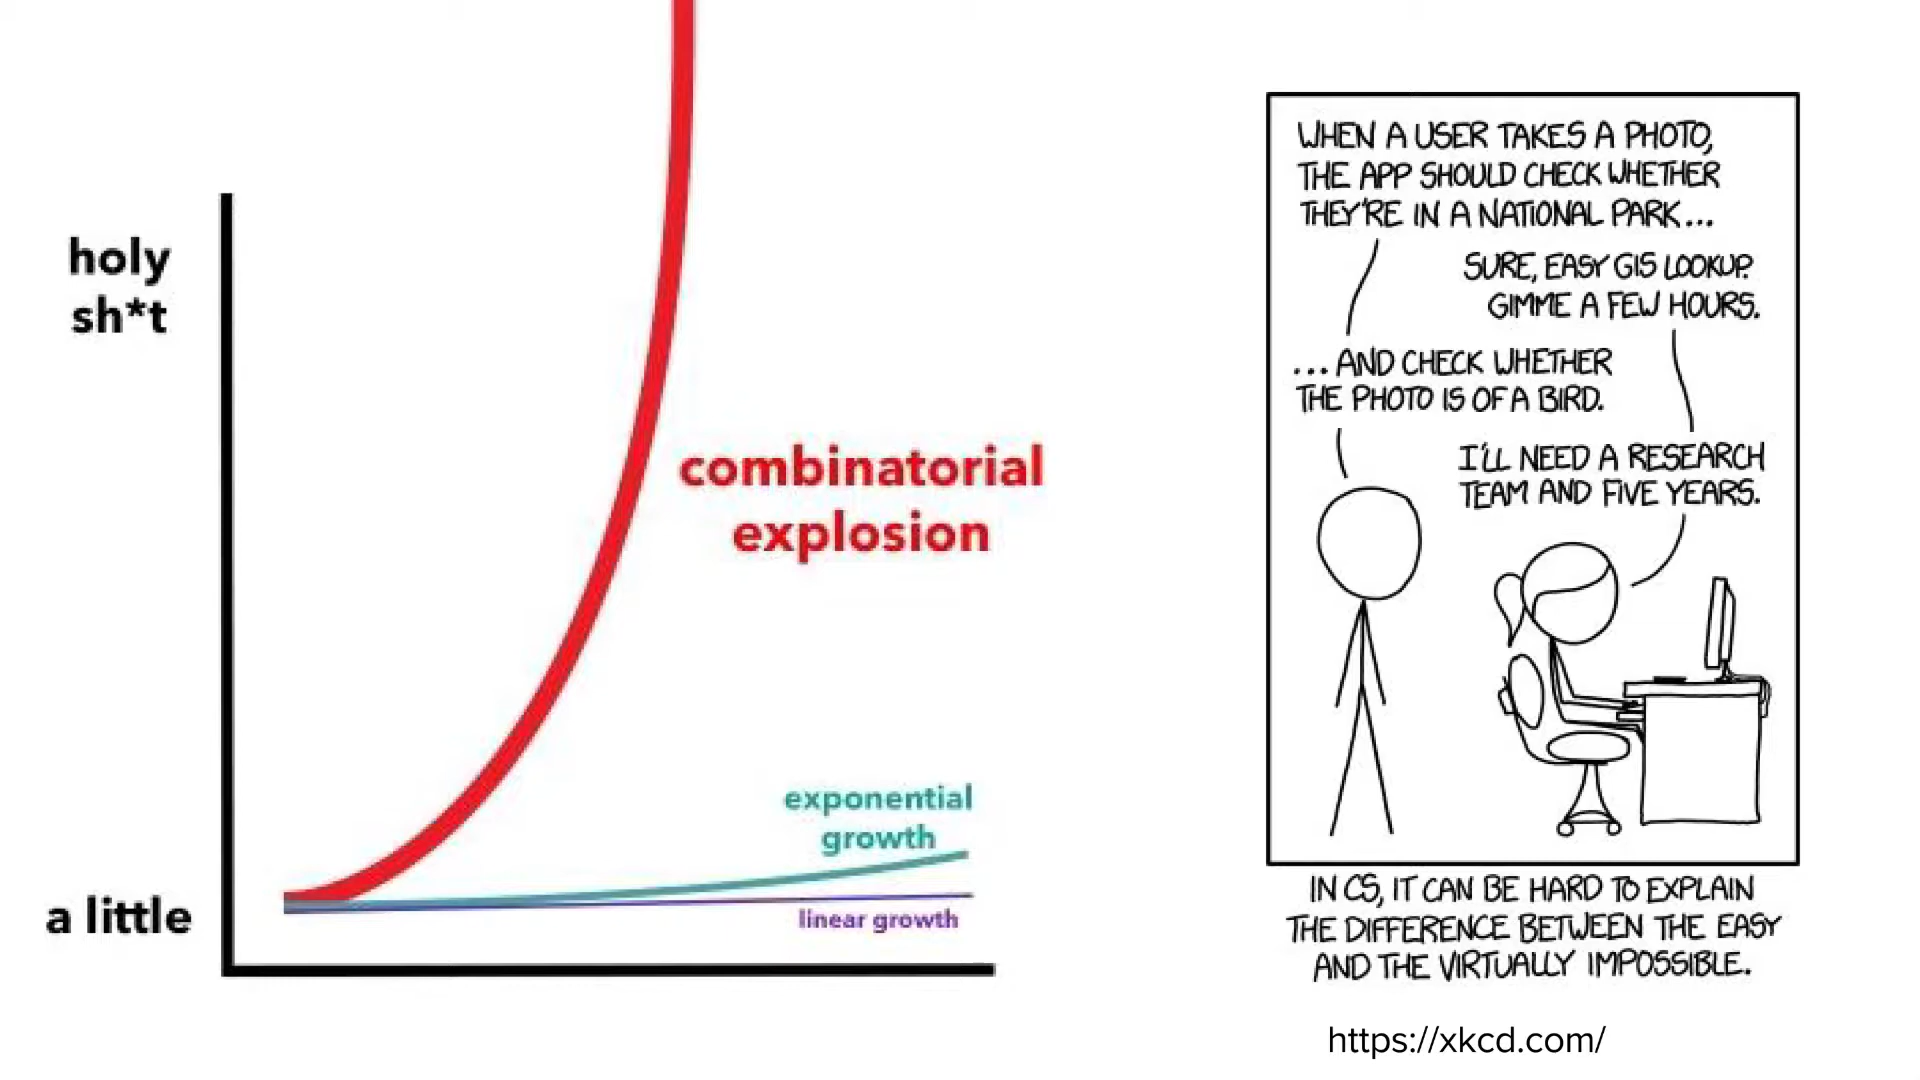 holy
sh*t
combinatorial
explosion
exponential
growth
linear growth
a little
WHEN A USER TAKES A PHOTO,
THE APP SHOULD CHECK WHETHER
THEY'RE IN A NATIONAL PARK...
SURE, EASY GIS LOOKUP.
GIMME A FEW HOURS.
...AND CHECK WHETHER
THE PHOTO IS OF A BIRD.
I'LL NEED A RESEARCH
TEAM AND FIVE YEARS.
IN CS, IT CAN BE HARD TO EXPLAIN
THE DIFFERENCE BETWEEN THE EASY
AND THE VIRTUALLY IMPOSSIBLE.
https://xkcd.com/